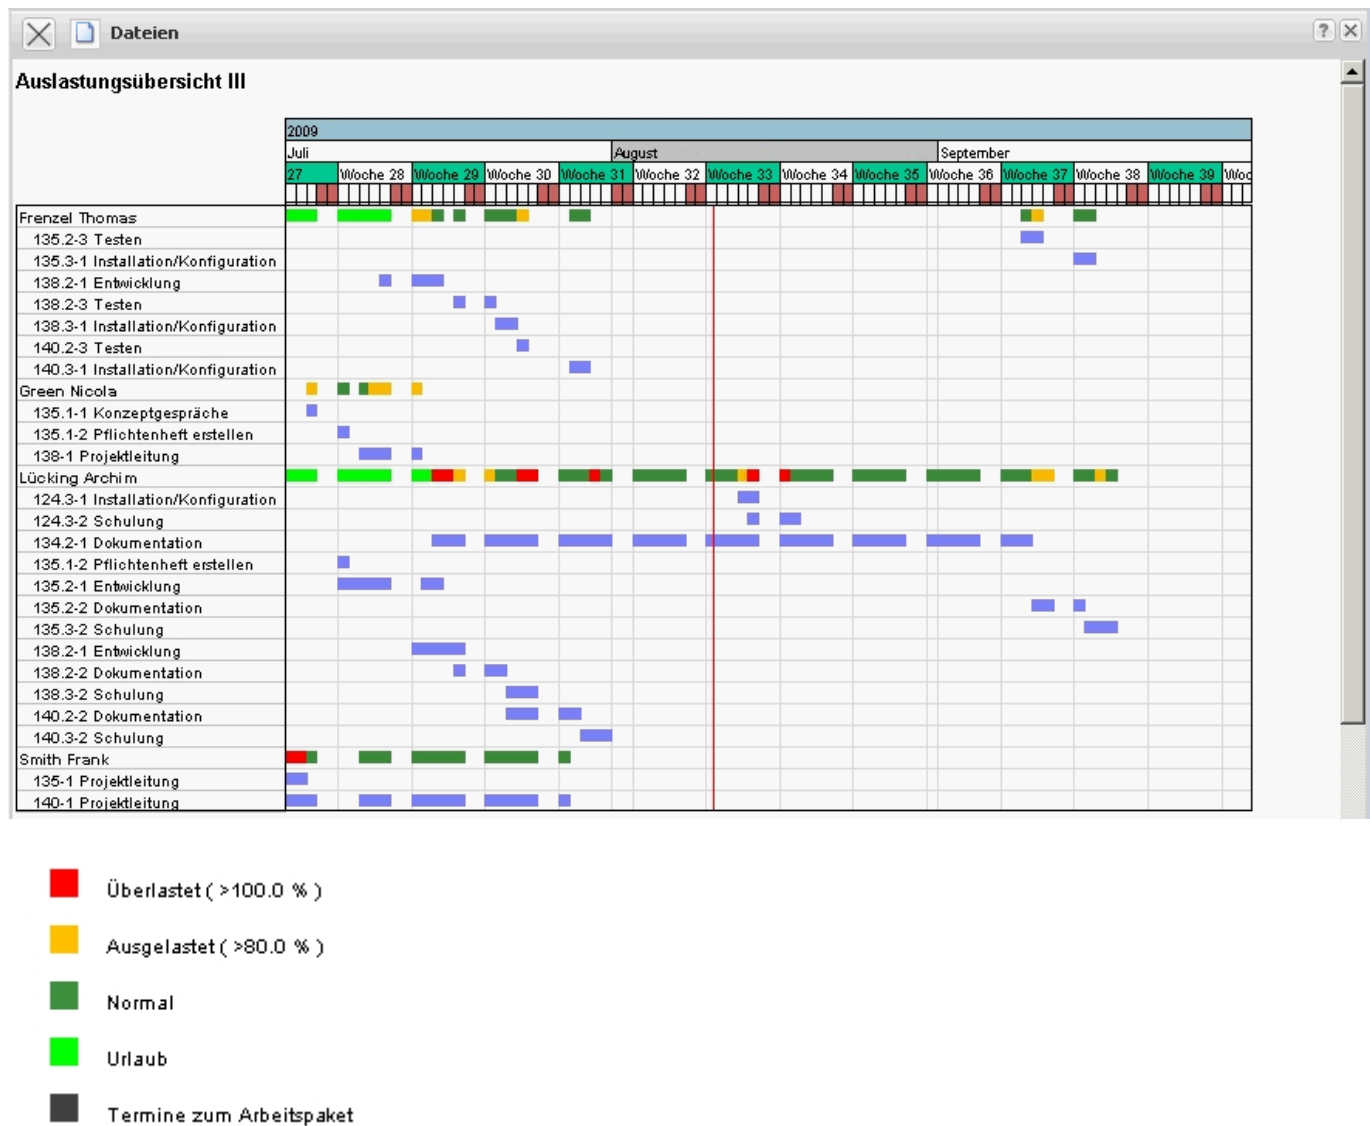 Dateien
?
Auslastungsübersicht III
2009
Juli August September
27 Woche 28 Woche 29 Woche 30 Woche 31 Woche 32 Woche 33 Woche 34 Woche 35 Woche 36 Woche 37 Woche 38 Woche 39 Woc
Frenzel Thomas
135.2-3 Testen
135.3-1 Installation/Konfiguration
138.2-1 Entwicklung
138.2-3 Testen
138.3-1 Installation/Konfiguration
140.2-3 Testen
140.3-1 Installation/Konfiguration
Green Nicola
135.1-1 Konzeptgespräche
135.1-2 Pflichtenheft erstellen
138-1 Projektleitung
Lücking Archim
124.3-1 Installation/Konfiguration
124.3-2 Schulung
134.2-1 Dokumentation
135.1-2 Pflichtenheft erstellen
135.2-1 Entwicklung
135.2-2 Dokumentation
135.3-2 Schulung
138.2-1 Entwicklung
138.2-2 Dokumentation
138.3-2 Schulung
140.2-2 Dokumentation
140.3-2 Schulung
Smith Frank
135-1 Projektleitung
140-1 Projektleitung
Überlastet ( >100.0 % )
Ausgelastet ( >80.0 % )
Normal
Urlaub
Termine zum Arbeitspaket